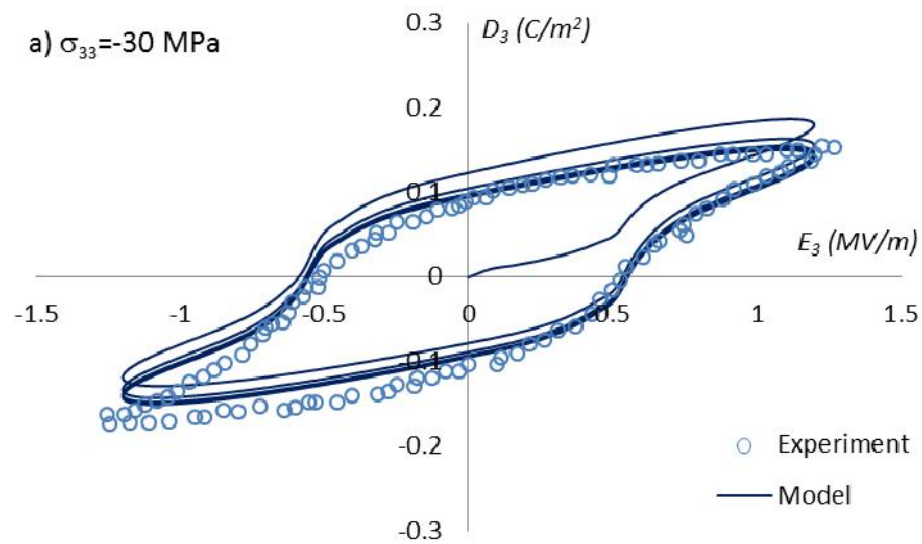 0.3
D₃ (C/m²)
a) σ₃₃=-30 MPa
0.2
0.1
E₃ (MV/m)
0
-1.5 -1 -0.5 0 0.5 1 1.5
-0.1
-0.2
Experiment
Model
-0.3